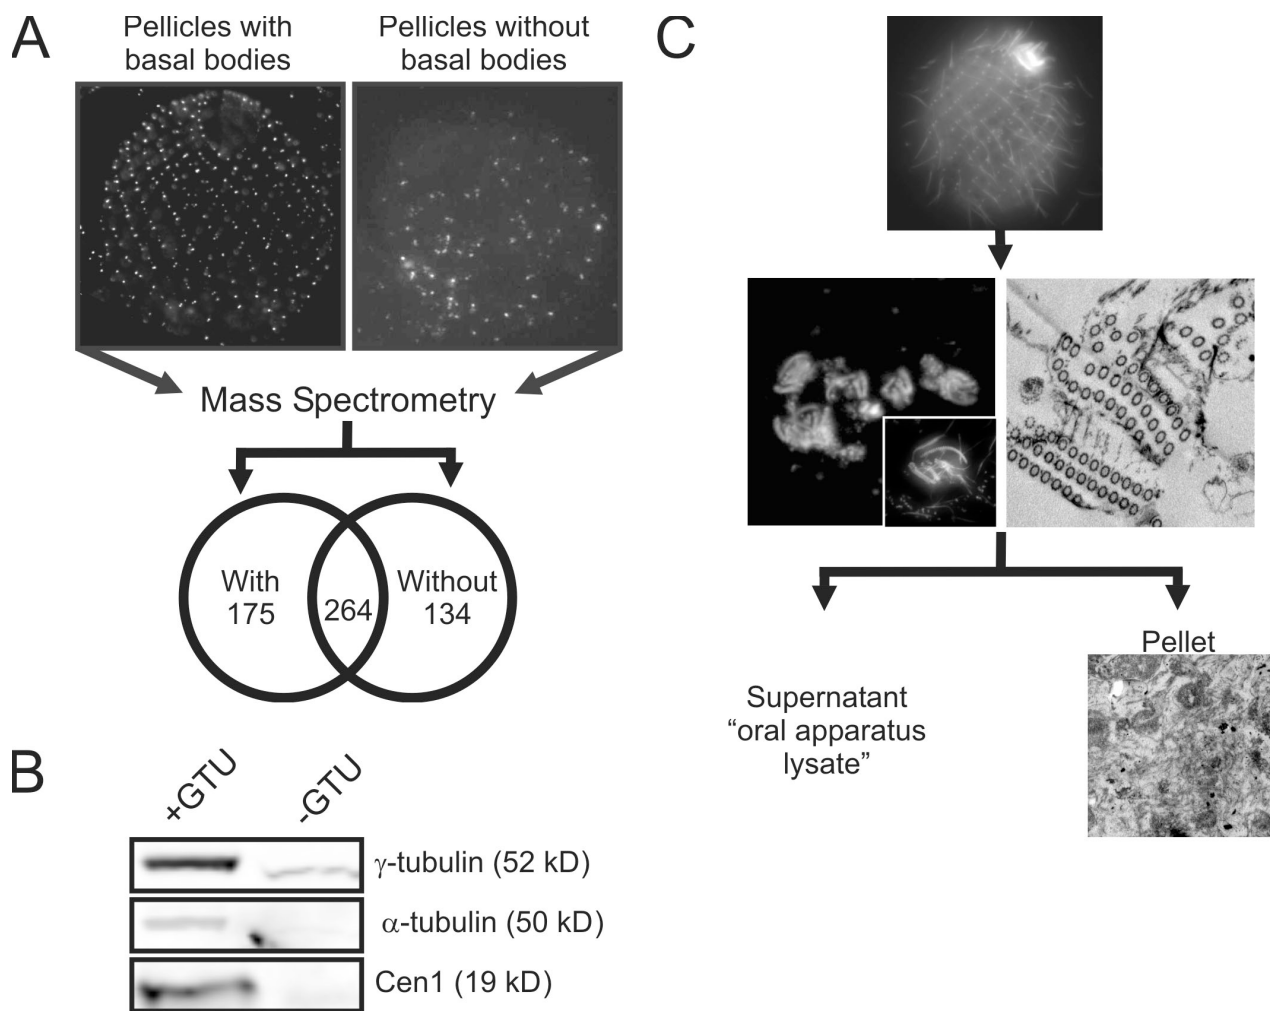 A
Pellicles with
basal bodies
Pellicles without
basal bodies
Mass Spectrometry
With
175
264
Without
134
B
+GTU
-GTU
γ-tubulin (52 kD)
α-tubulin (50 kD)
Cen1 (19 kD)
C
Supernatant
“oral apparatus
lysate”
Pellet